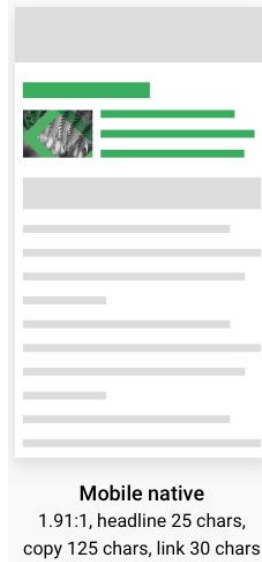 Mobile native
1.91:1, headline 25 chars,
copy 125 chars, link 30 chars